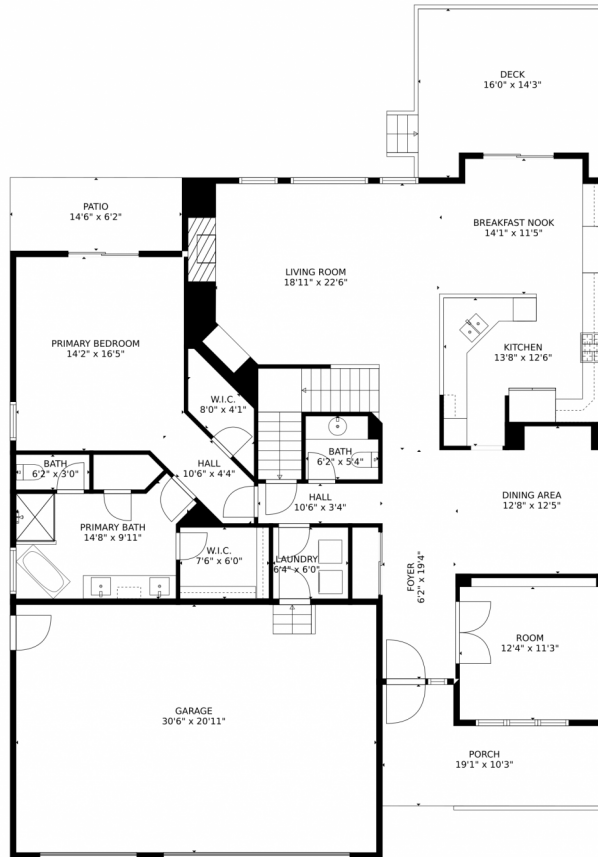 DECK
16'0" x 14'3"
PATIO
14'6" x 6'2"
BREAKFAST NOOK
14'1" x 11'5"
LIVING ROOM
18'11" x 22'6"
PRIMARY BEDROOM
14'2" x 16'5"
KITCHEN
13'8" x 12'6"
W.I.C.
8'0" x 4'1"
BATH
6'2" x 5'4"
HALL
10'6" x 4'4"
BATH
6'2" x 3'0"
HALL
10'6" x 3'4"
DINING AREA
12'8" x 12'5"
PRIMARY BATH
14'8" x 9'11"
W.I.C.
7'6" x 6'0"
LAUNDRY
6'4" x 6'0"
FOYER
6'2" x 19'4"
ROOM
12'4" x 11'3"
GARAGE
30'6" x 20'11"
PORCH
19'1" x 10'3"